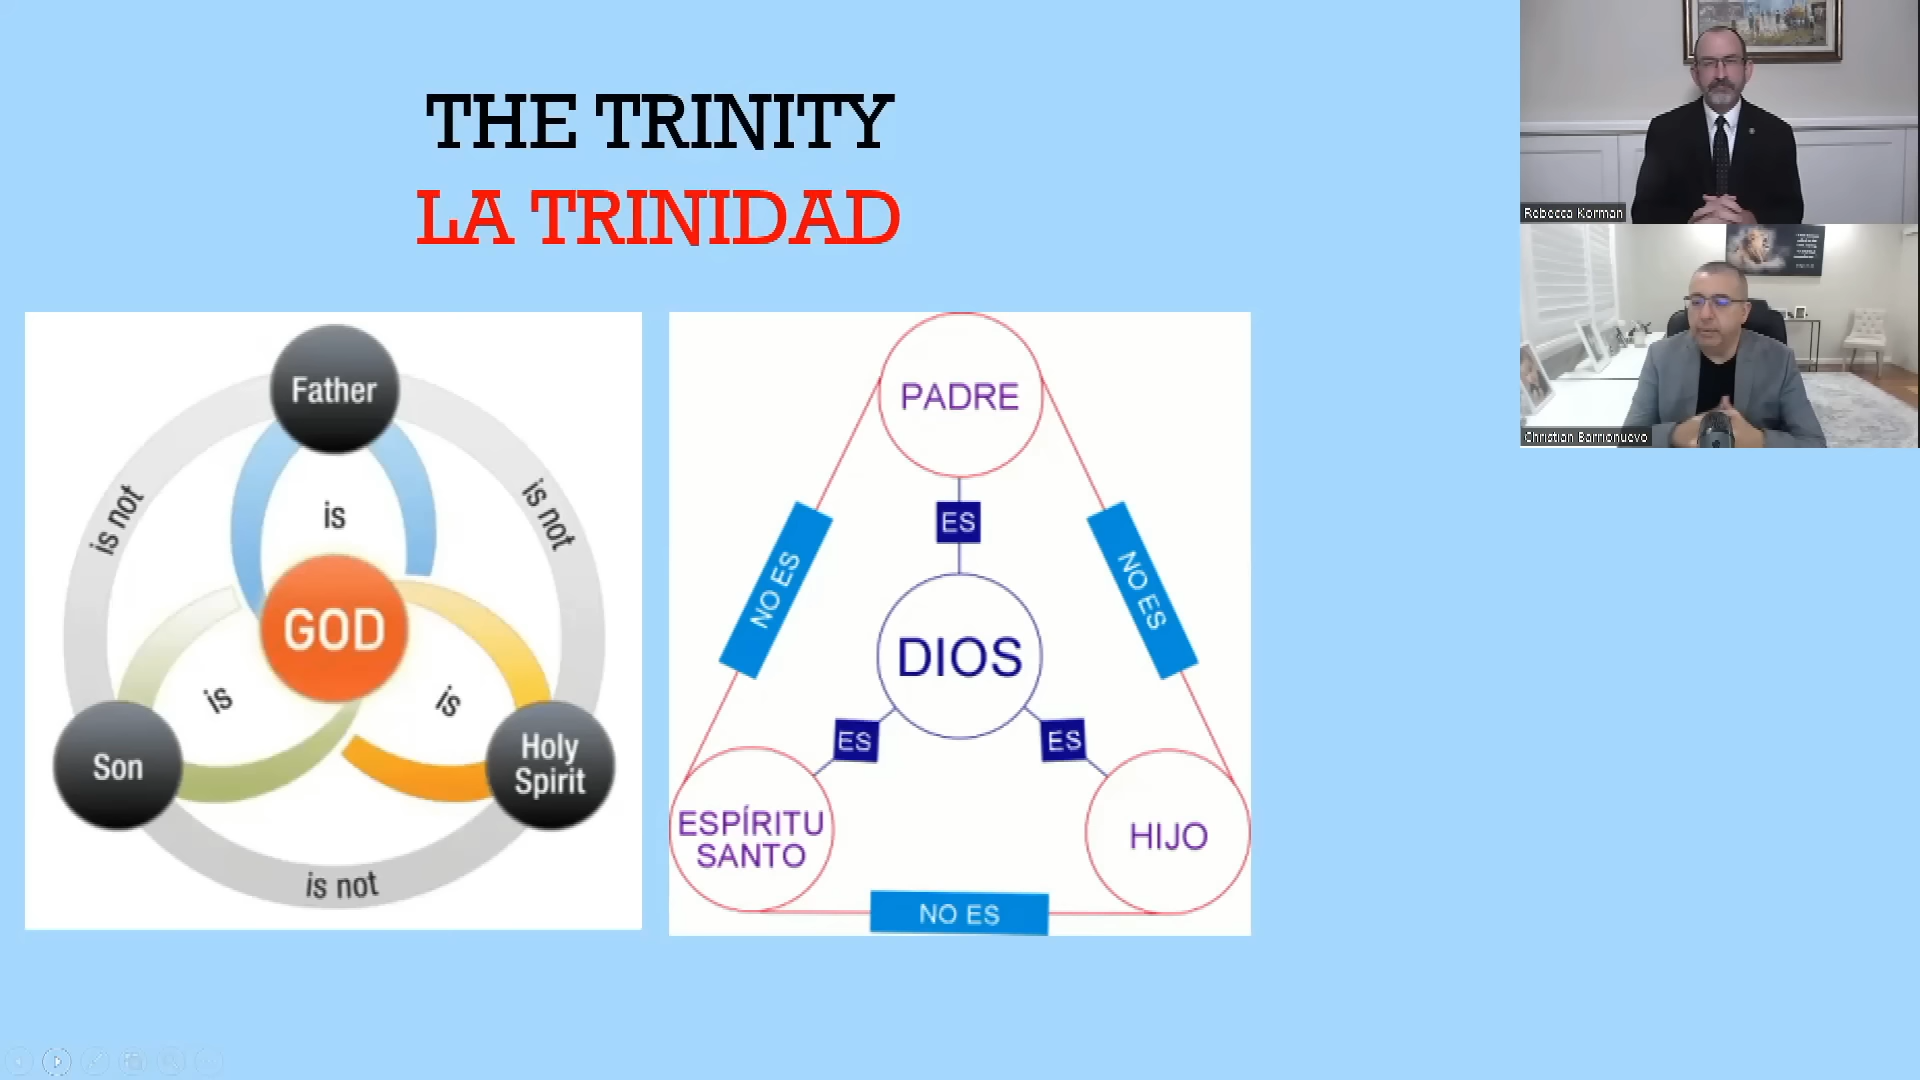 THE TRINITY
LA TRINIDAD
Father
is not
is not
is
GOD
is
is
Son
Holy
Spirit
is not
PADRE
ES
NO ES
NO ES
DIOS
ES
ES
ESPÍRITU
SANTO
HIJO
NO ES
Rebecca Korman
Christian Barrionuevo